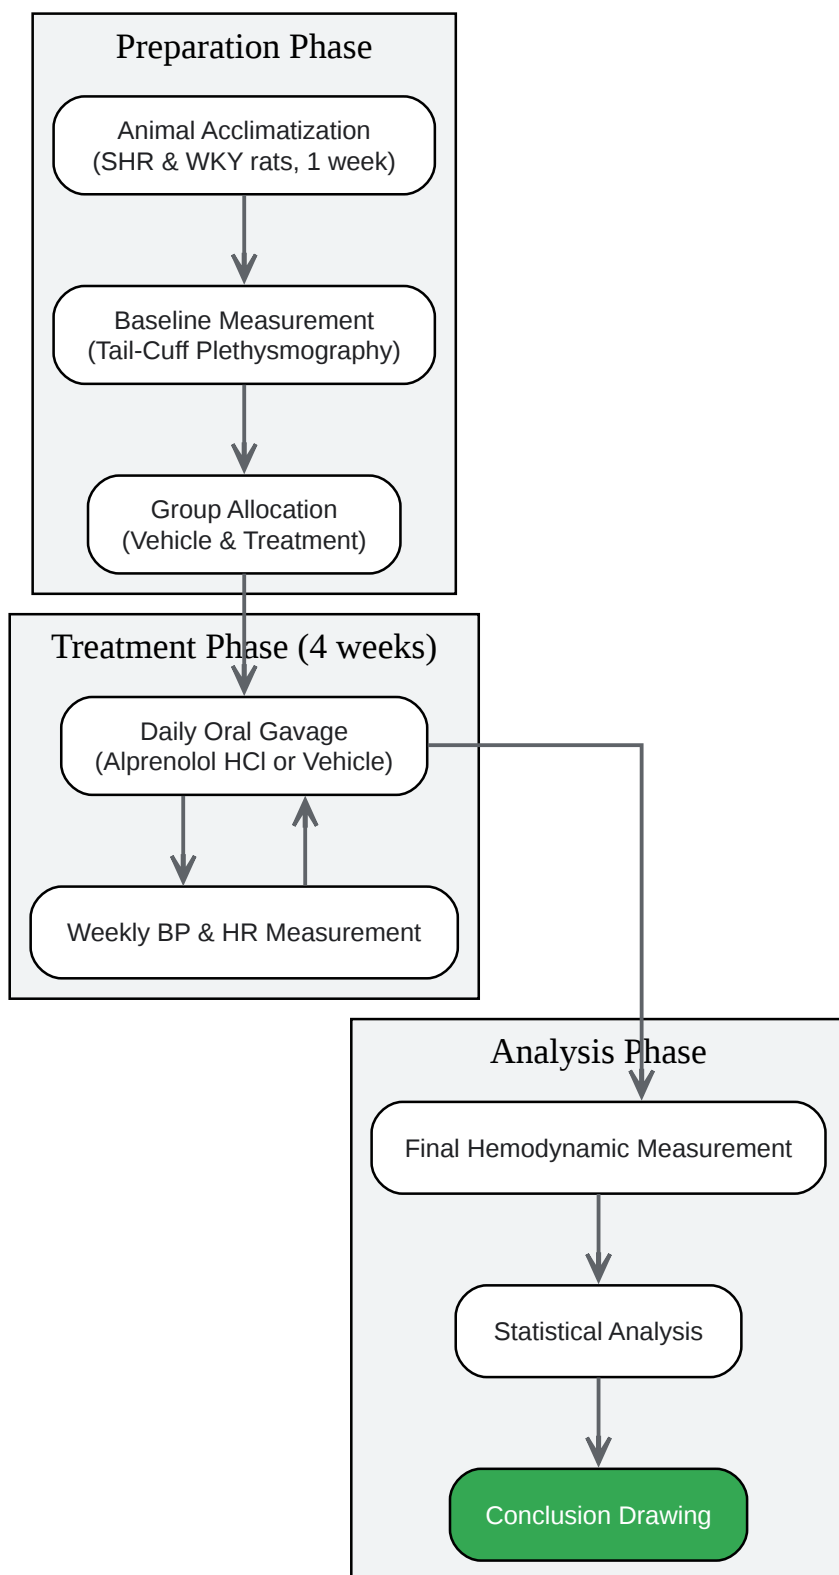 Preparation Phase
Animal Acclimatization
(SHR & WKY rats, 1 week)
Baseline Measurement
(Tail-Cuff Plethysmography)
Group Allocation
(Vehicle & Treatment)
Treatment Phase (4 weeks)
Daily Oral Gavage
(Alprenolol HCl or Vehicle)
Weekly BP & HR Measurement
Analysis Phase
Final Hemodynamic Measurement
Statistical Analysis
Conclusion Drawing